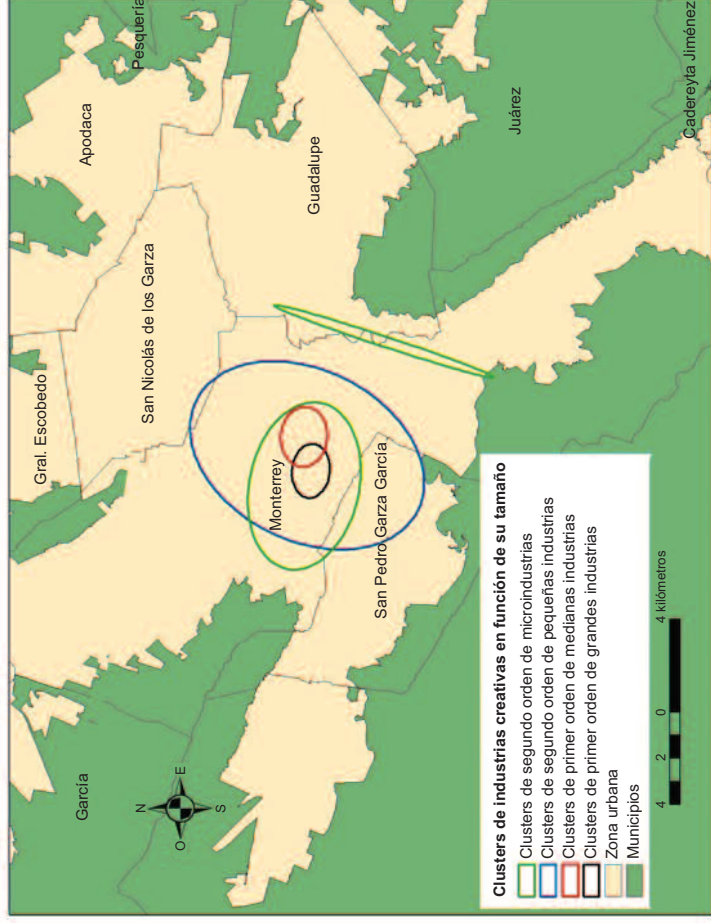 Pesquería
Apodaca
Gral. Escobedo
San Nicolás de los Garza
Guadalupe
Juárez
Cadereyta Jiménez
García
Monterrey
San Pedro Garza García
N
O
E
S
Clusters de industrias creativas en función de su tamaño
Clusters de segundo orden de microindustrias
Clusters de segundo orden de pequeñas industrias
Clusters de primer orden de medianas industrias
Clusters de primer orden de grandes industrias
Zona urbana
Municipios
4 2 0 4 kilómetros